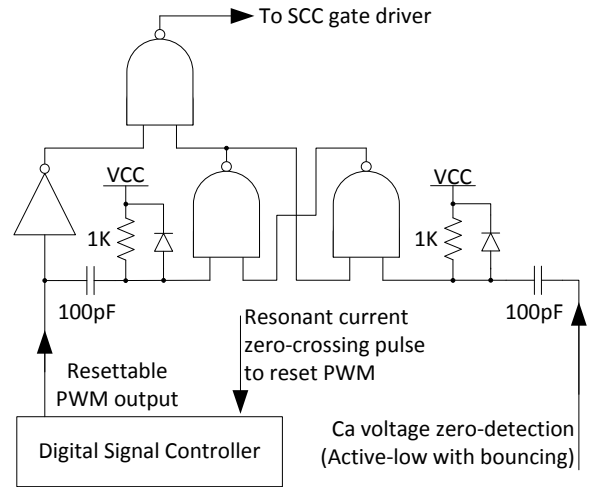 To SCC gate driver
VCC
VCC
1K
1K
100pF
100pF
Resonant current
zero-crossing pulse
to reset PWM
Resettable
PWM output
Digital Signal Controller
Ca voltage zero-detection
(Active-low with bouncing)